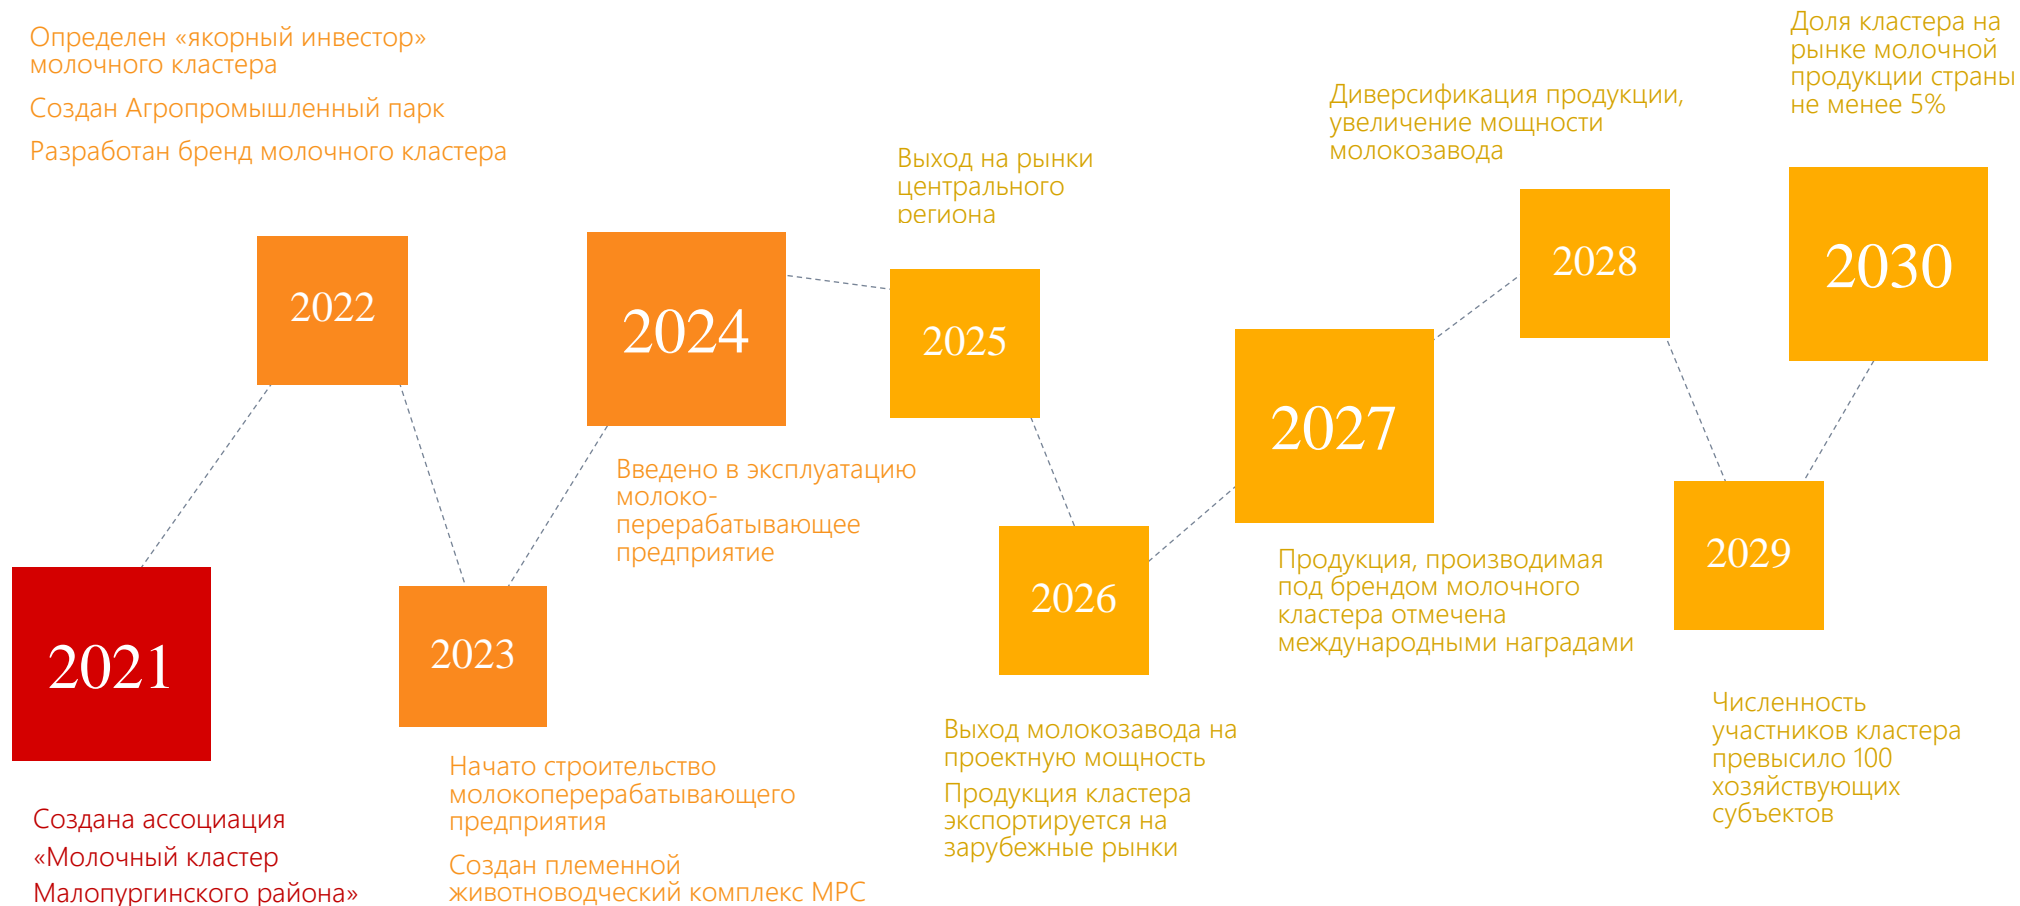 Определен «якорный инвестор»
молочного кластера
Создан Агропромышленный парк
Разработан бренд молочного кластера
2022
2021
Создана ассоциация
«Молочный кластер
Малопургинского района»
2023
Начато строительство
молокоперерабатывающего
предприятия
Создан племенной
животноводческий комплекс МРС
2024
Введено в эксплуатацию
молоко-
перерабатывающее
предприятие
Выход на рынки
центрального
региона
2025
2026
Выход молокозавода на
проектную мощность
Продукция кластера
экспортируется на
зарубежные рынки
2027
Продукция, производимая
под брендом молочного
кластера отмечена
международными наградами
Диверсификация продукции,
увеличение мощности
молокозавода
2028
2029
Численность
участников кластера
превысило 100
хозяйствующих
субъектов
Доля кластера на
рынке молочной
продукции страны
не менее 5%
2030